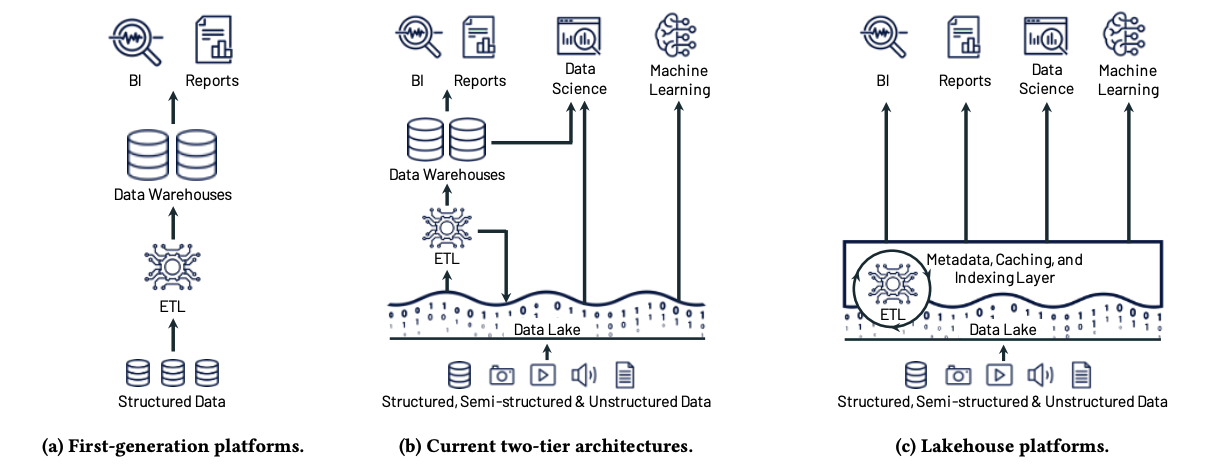 BI
Reports
Data Warehouses
ETL
Structured Data
(a) First-generation platforms.
BI
Reports
Data
Science
Machine
Learning
Data Warehouses
ETL
Data Lake
Structured, Semi-structured & Unstructured Data
(b) Current two-tier architectures.
BI
Reports
Data
Science
Machine
Learning
Metadata, Caching, and
Indexing Layer
ETL
Data Lake
Structured, Semi-structured & Unstructured Data
(c) Lakehouse platforms.